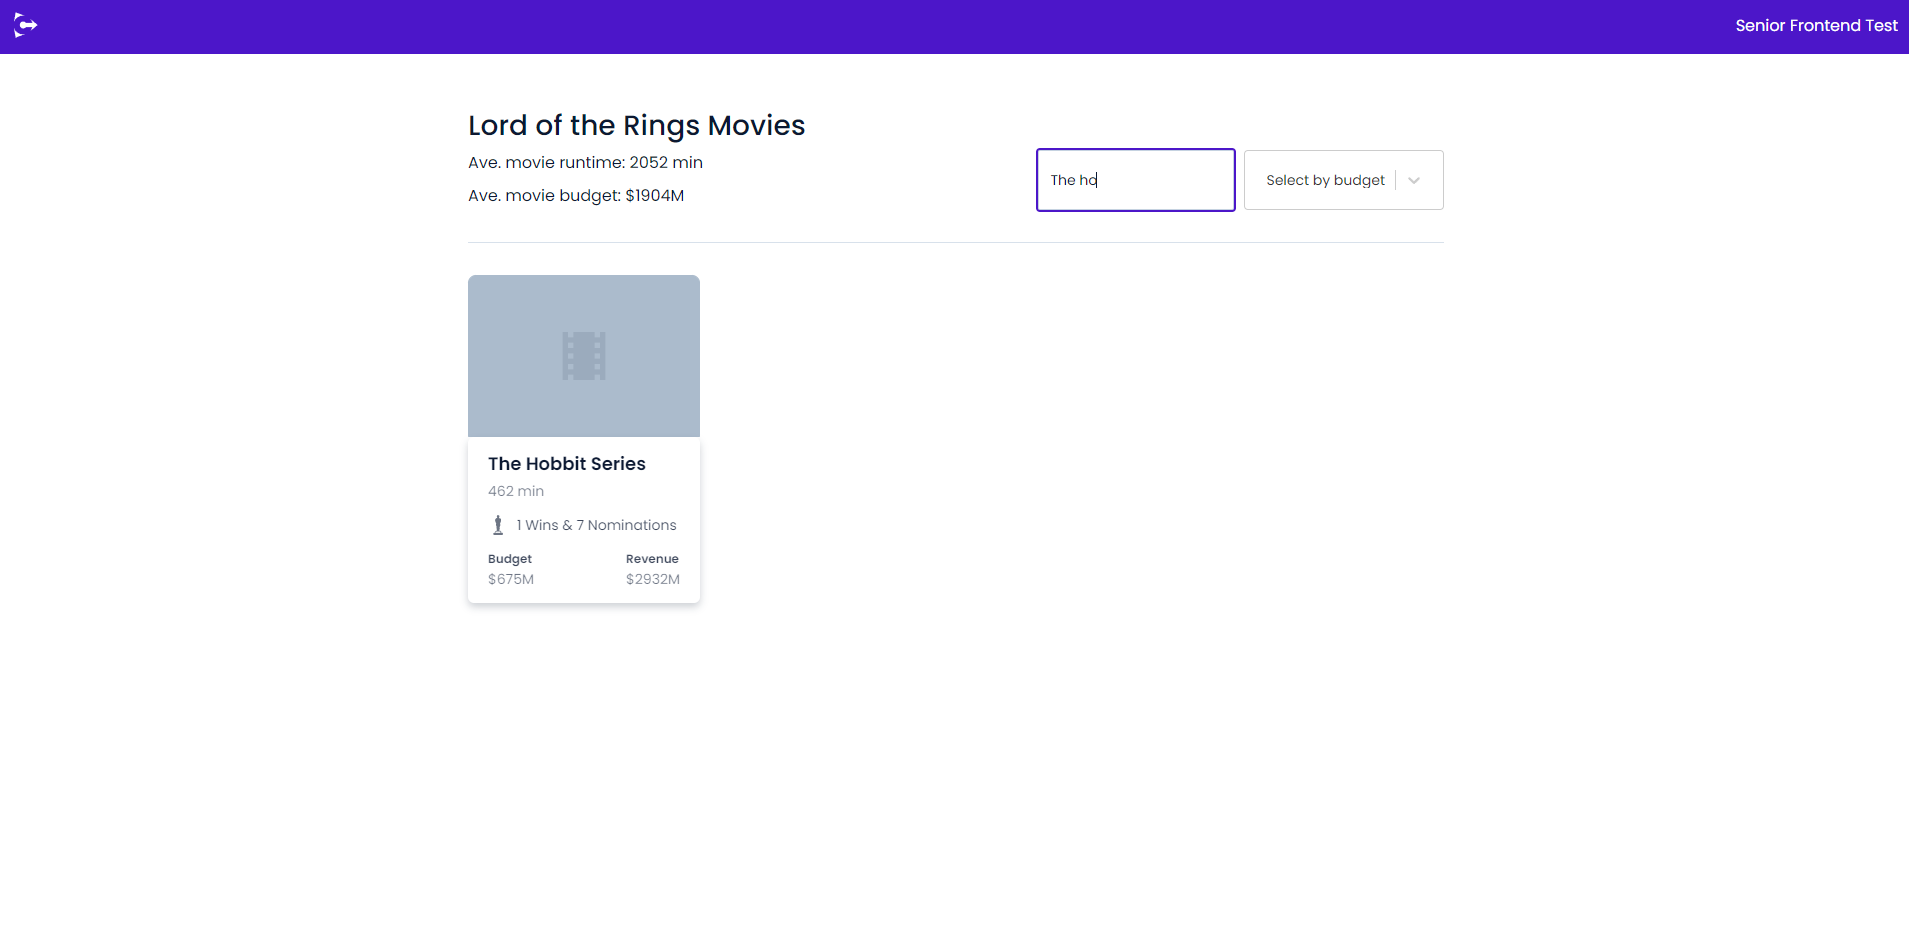 Senior Frontend Test
Lord of the Rings Movies
Ave. movie runtime: 2052 min
Ave. movie budget: $1904M
The ho
Select by budget
The Hobbit Series
462 min
1 Wins & 7 Nominations
Budget Revenue
$675M $2932M